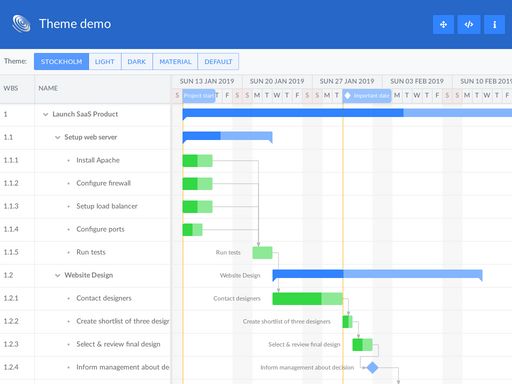 Theme demo
Theme: STOCKHOLM LIGHT DARK MATERIAL DEFAULT
WBS NAME SUN 13 JAN 2019 SUN 20 JAN 2019 SUN 27 JAN 2019 SUN 03 FEB 2019 SUN 10 FEB 2019
S Project start T F S S M T W T F S S M T Important date M T W T F S S M T W T
1 Launch SaaS Product
1.1 Setup web server
1.1.1 Install Apache
1.1.2 Configure firewall
1.1.3 Setup load balancer
1.1.4 Configure ports
1.1.5 Run tests Run tests
1.2 Website Design Website Design
1.2.1 Contact designers Contact designers
1.2.2 Create shortlist of three desigr Create shortlist of three designers
1.2.3 Select & review final design Select & review final design
1.2.4 Inform management about de Inform management about decision